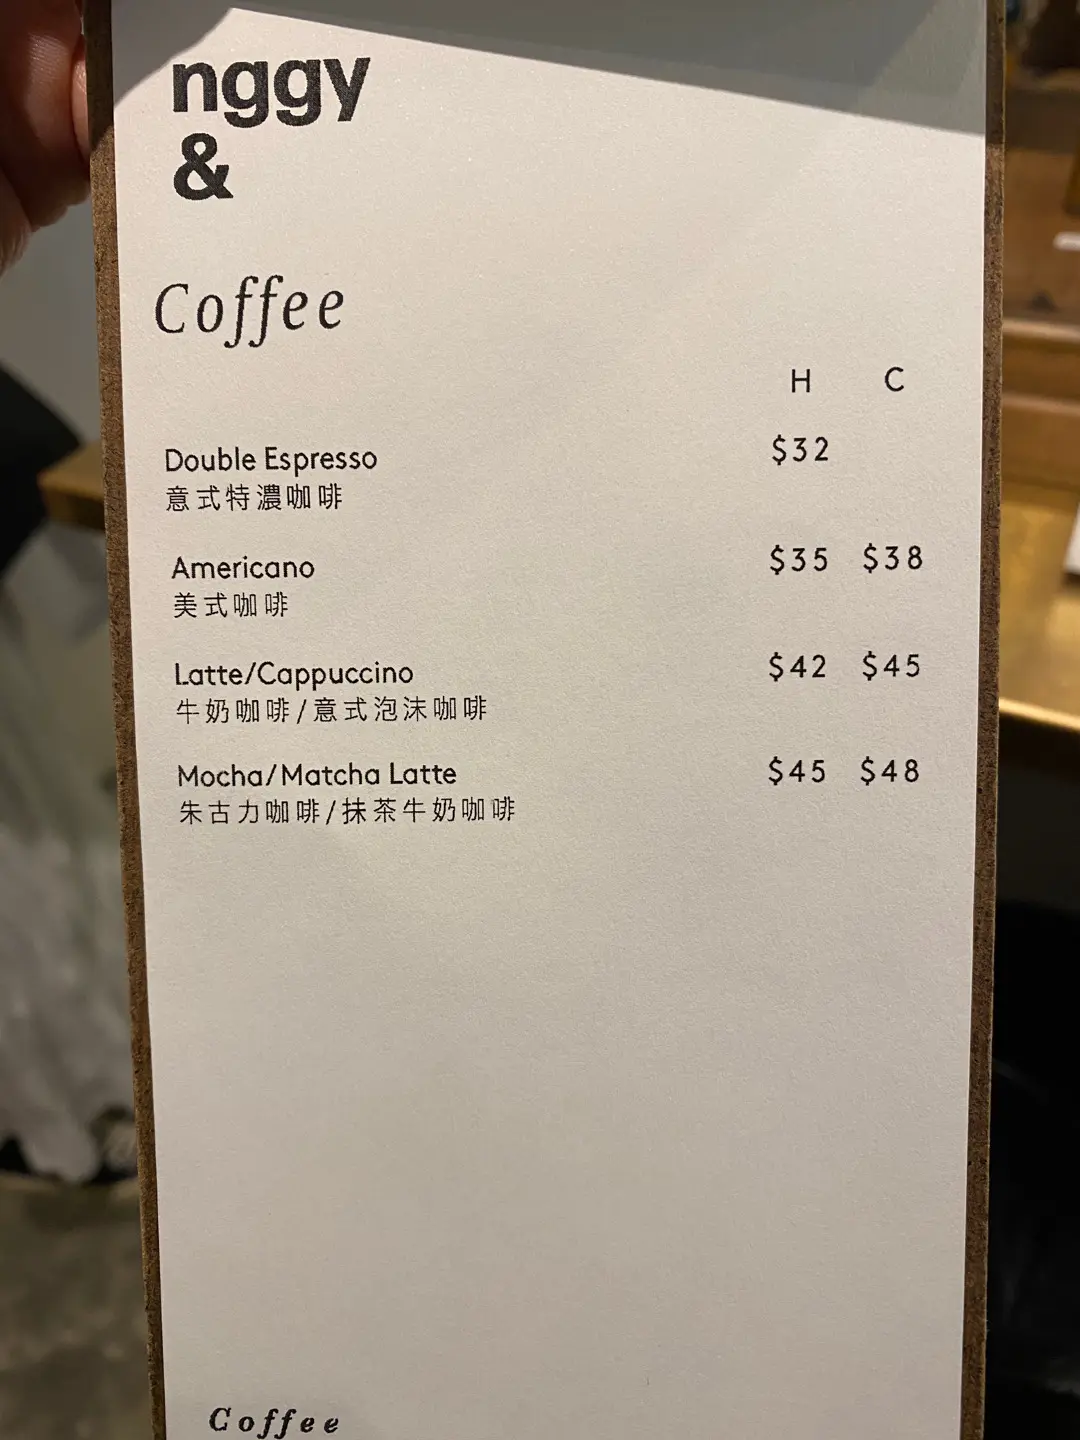 nggy
&
Coffee
H C
Double Espresso $32
意式特濃咖啡
Americano $35 $38
美式咖啡
Latte/Cappuccino $42 $45
牛奶咖啡/意式泡沫咖啡
Mocha/Matcha Latte $45 $48
朱古力咖啡/抹茶牛奶咖啡
Coffee